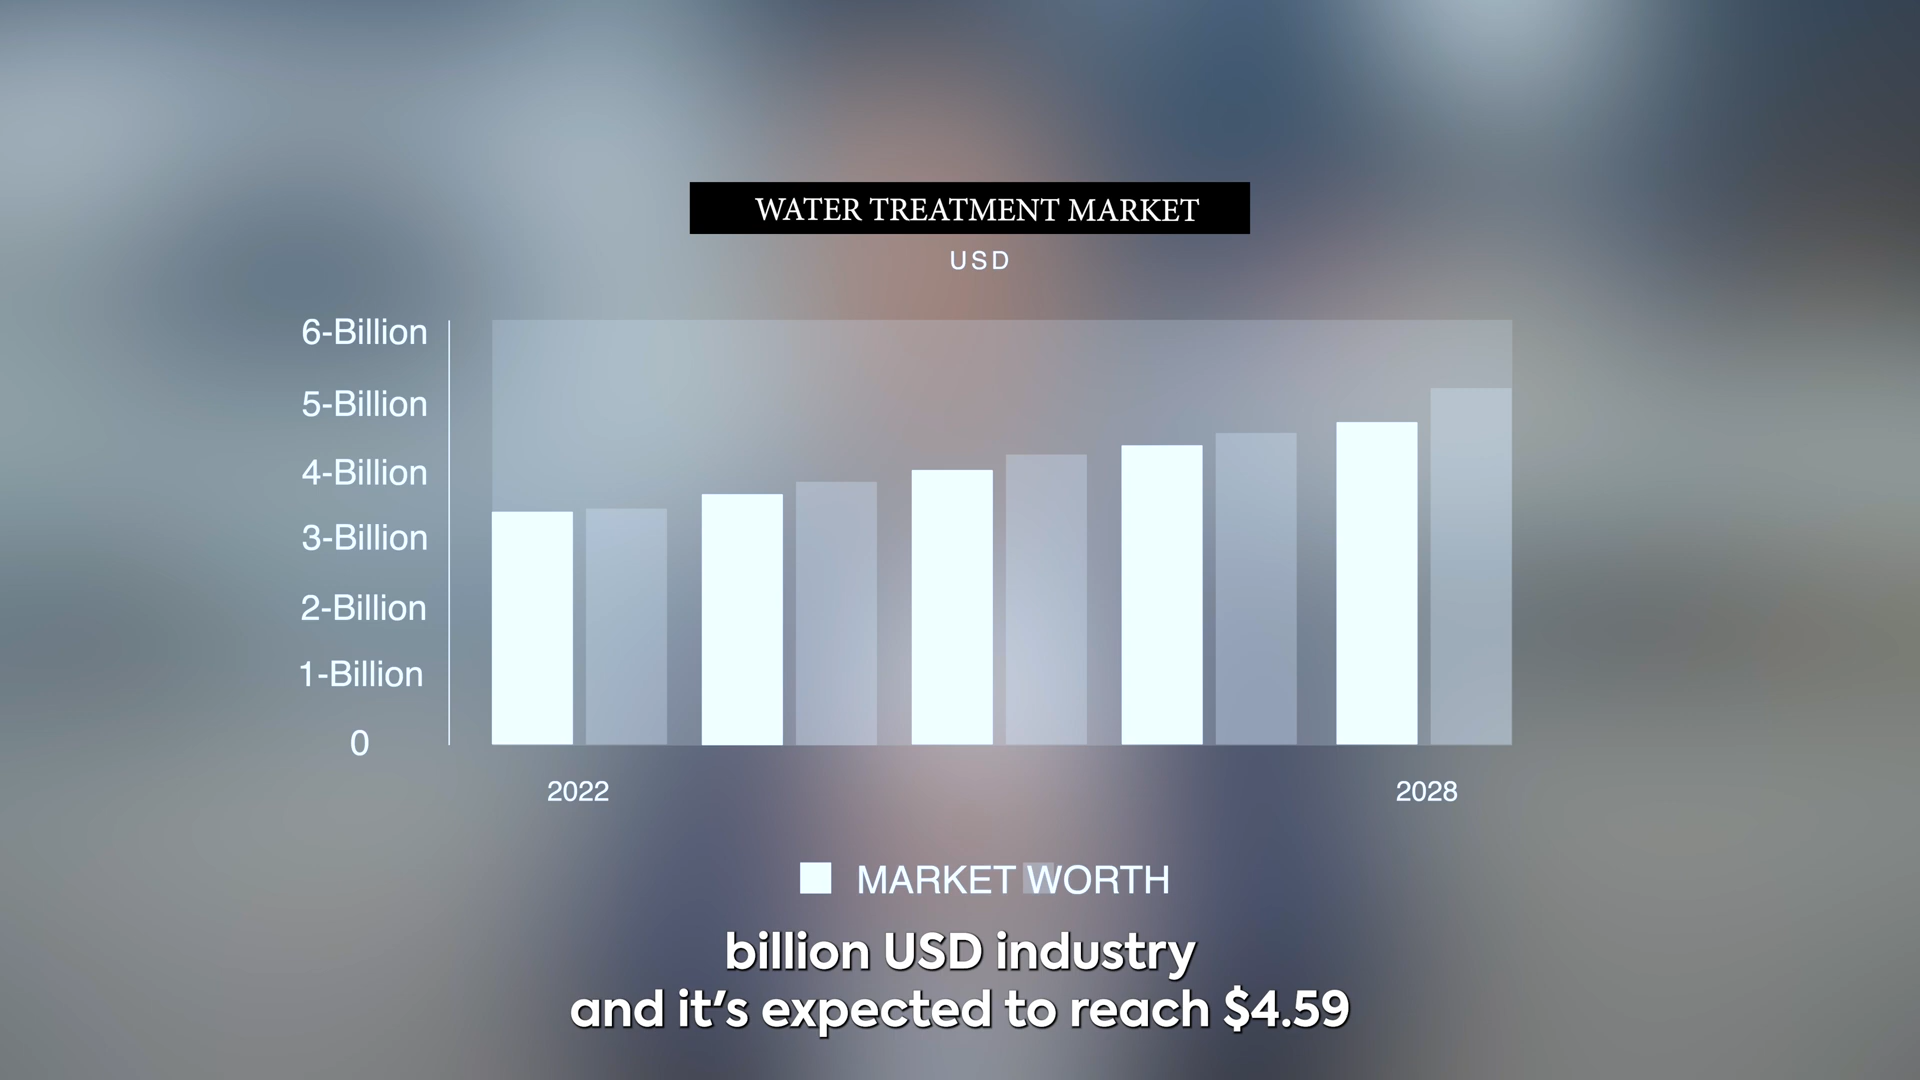 WATER TREATMENT MARKET
USD
6-Billion
5-Billion
4-Billion
3-Billion
2-Billion
1-Billion
0
2022
2028
MARKET WORTH
billion USD industry
and it's expected to reach $4.59